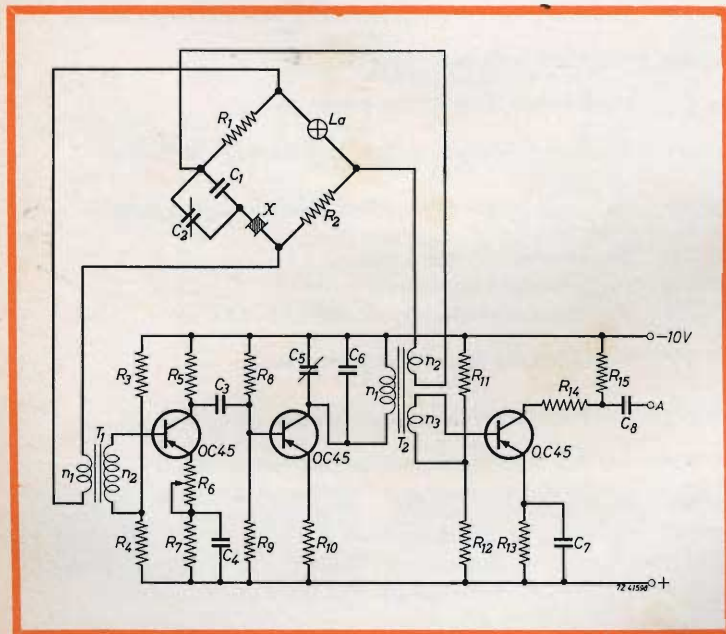 R1
La
C1
C2
X
R2
-10V
R3
R5
C3
R8
C5
C6
n1
n2
T2
n3
R11
R14
R15
C8
A
T1
n1
n2
OC45
OC45
OC45
R6
R4
R7
C4
R9
R10
R12
R13
C7
72 41598
+